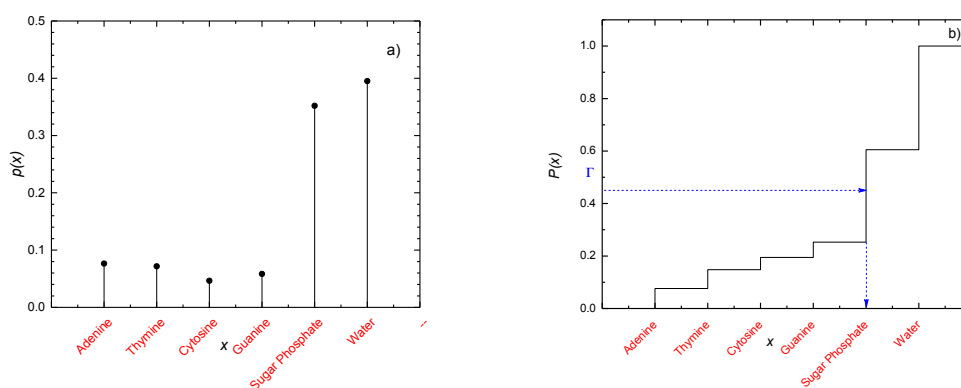 a)
p(x)
0.5
0.4
0.3
0.2
0.1
0.0
Adenine
Thymine
Cytosine
Guanine
Sugar Phosphate
Water
--
x
b)
P(x)
Γ
1.0
0.8
0.6
0.4
0.2
0.0
Adenine
Thymine
Cytosine
Guanine
Sugar Phosphate
Water
x